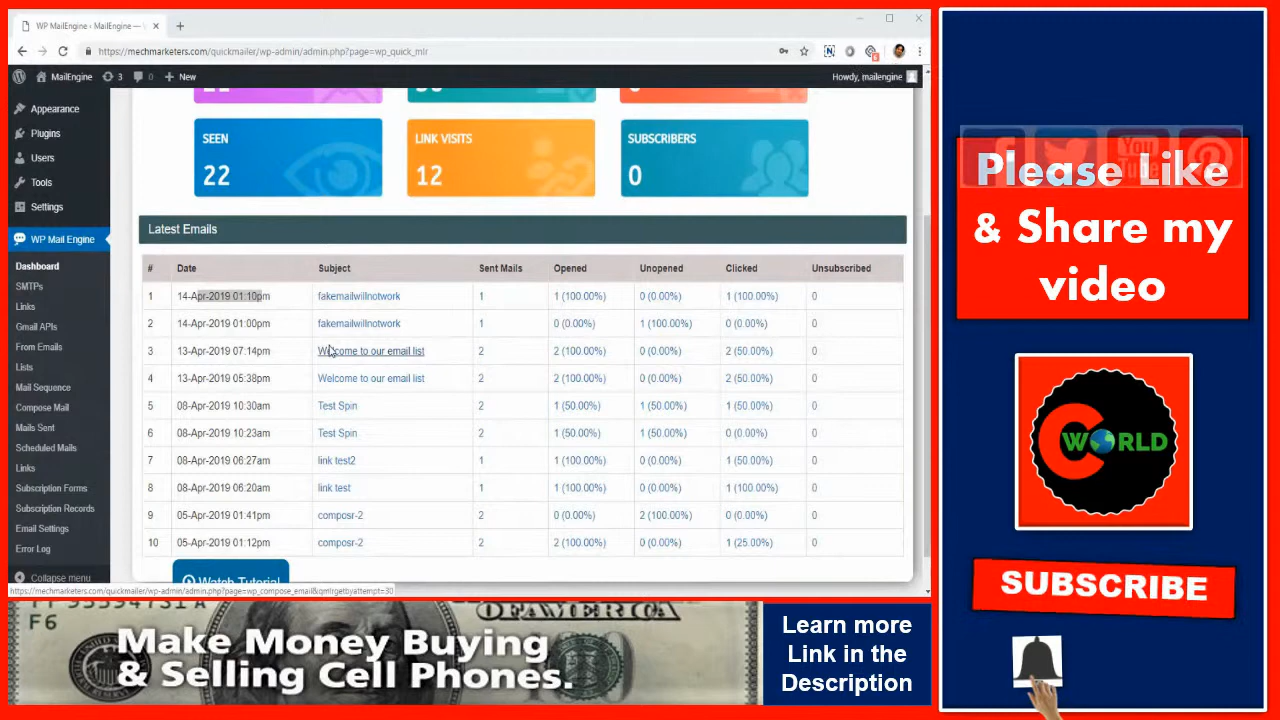 WP MailEngine ‹ MailEngine —
https://mechmarketers.com/quickmailer/wp-admin/admin.php?page=wp_quick_mlr
MailEngine 3 0 New Howdy, mailengine
Appearance
Plugins
Users
Tools
Settings
WP Mail Engine
Dashboard
SMTPs
Links
Gmail APIs
From Emails
Lists
Mail Sequence
Compose Mail
Mails Sent
Scheduled Mails
Links
Subscription Forms
Subscription Records
Email Settings
Error Log
Collapse menu
SEEN
22
LINK VISITS
12
SUBSCRIBERS
0
Latest Emails
# Date Subject Sent Mails Opened Unopened Clicked Unsubscribed
1 14-Apr-2019 01:10pm fakemailwillnotwork 1 1 (100.00%) 0 (0.00%) 1 (100.00%) 0
2 14-Apr-2019 01:00pm fakemailwillnotwork 1 0 (0.00%) 1 (100.00%) 0 (0.00%) 0
3 13-Apr-2019 07:14pm Welcome to our email list 2 2 (100.00%) 0 (0.00%) 2 (50.00%) 0
4 13-Apr-2019 05:38pm Welcome to our email list 2 2 (100.00%) 0 (0.00%) 2 (50.00%) 0
5 08-Apr-2019 10:30am Test Spin 2 1 (50.00%) 1 (50.00%) 1 (50.00%) 0
6 08-Apr-2019 10:23am Test Spin 2 1 (50.00%) 1 (50.00%) 0 (0.00%) 0
7 08-Apr-2019 06:27am link test2 1 1 (100.00%) 0 (0.00%) 1 (50.00%) 0
8 08-Apr-2019 06:20am link test 1 1 (100.00%) 0 (0.00%) 1 (100.00%) 0
9 05-Apr-2019 01:41pm composr-2 2 0 (0.00%) 2 (100.00%) 0 (0.00%) 0
10 05-Apr-2019 01:12pm composr-2 2 2 (100.00%) 0 (0.00%) 1 (25.00%) 0
Watch Tutorial
https://mechmarketers.com/quickmailer/wp-admin/admin.php?page=wp_compose_email&qmlrgetbyattempt=30
F6
OF AMERICA
Make Money Buying
& Selling Cell Phones.
Learn more
Link in the
Description
Please Like
& Share my
video
C WORLD
SUBSCRIBE